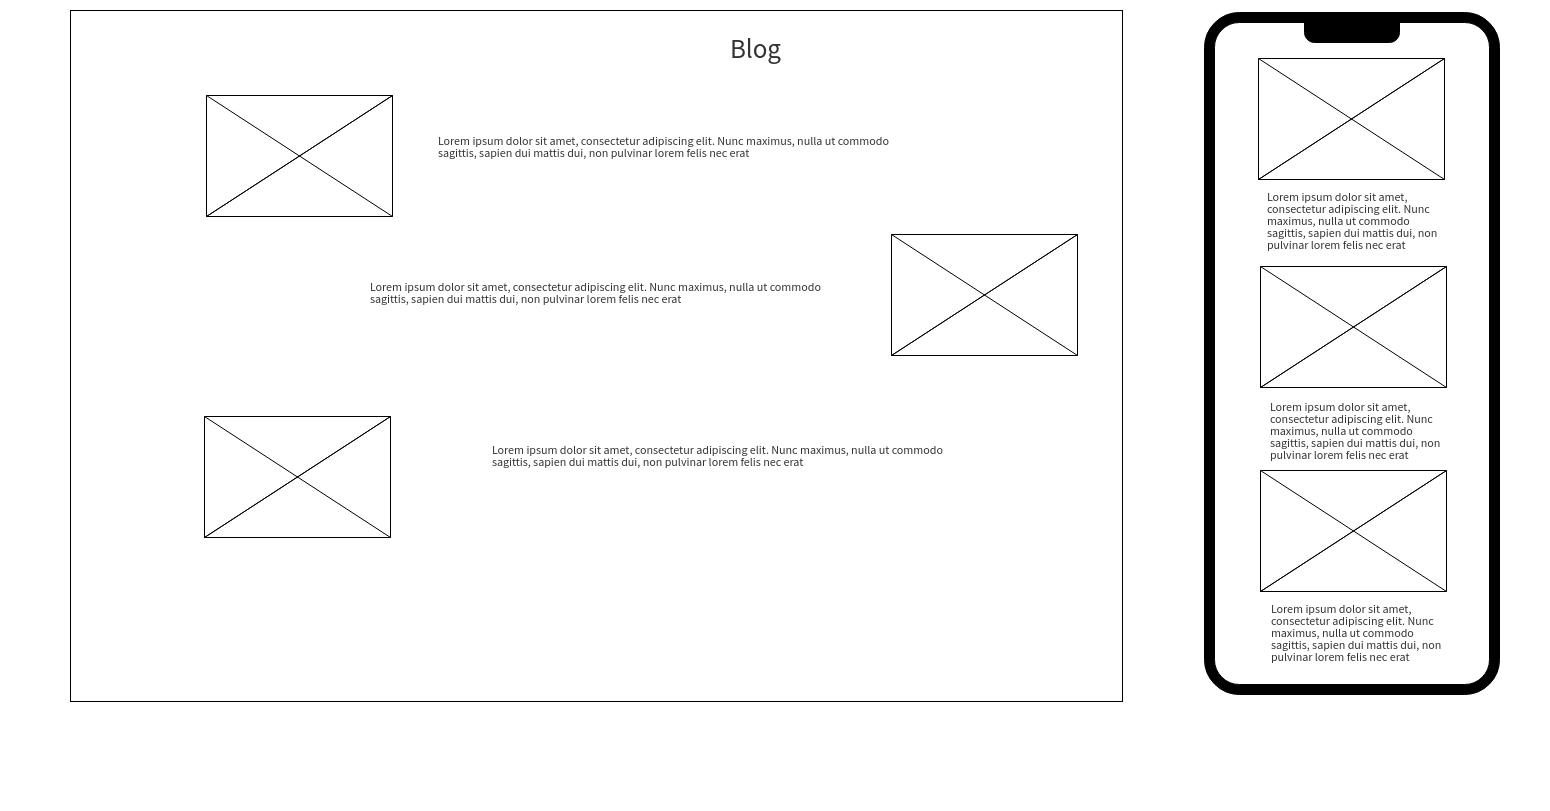 Blog
Lorem ipsum dolor sit amet, consectetur adipiscing elit. Nunc maximus, nulla ut commodo
sagittis, sapien dui mattis dui, non pulvinar lorem felis nec erat
Lorem ipsum dolor sit amet, consectetur adipiscing elit. Nunc maximus, nulla ut commodo
sagittis, sapien dui mattis dui, non pulvinar lorem felis nec erat
Lorem ipsum dolor sit amet, consectetur adipiscing elit. Nunc maximus, nulla ut commodo
sagittis, sapien dui mattis dui, non pulvinar lorem felis nec erat
Lorem ipsum dolor sit amet,
consectetur adipiscing elit. Nunc
maximus, nulla ut commodo
sagittis, sapien dui mattis dui, non
pulvinar lorem felis nec erat
Lorem ipsum dolor sit amet,
consectetur adipiscing elit. Nunc
maximus, nulla ut commodo
sagittis, sapien dui mattis dui, non
pulvinar lorem felis nec erat
Lorem ipsum dolor sit amet,
consectetur adipiscing elit. Nunc
maximus, nulla ut commodo
sagittis, sapien dui mattis dui, non
pulvinar lorem felis nec erat